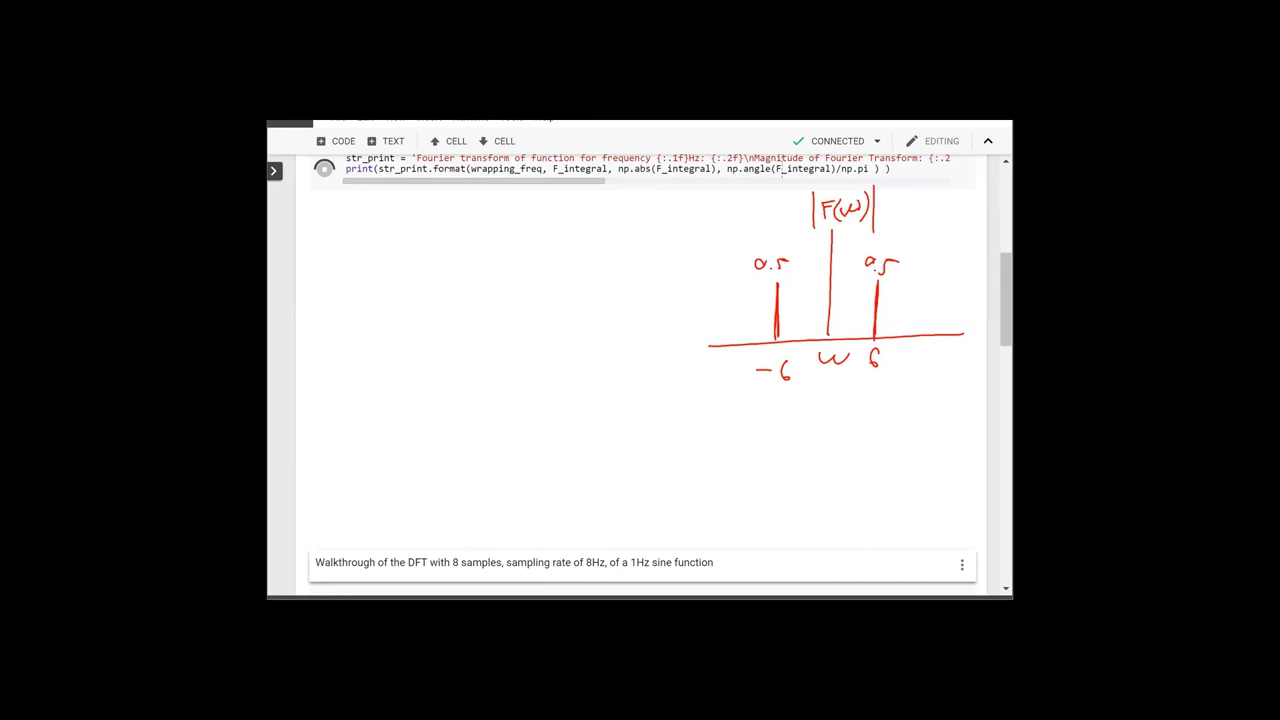 CODE TEXT CELL CELL CONNECTED EDITING
str_print = 'Fourier transform of function for frequency {:.1f}Hz: {:.2f}\nMagnitude of Fourier Transform: {:.2
print(str_print.format(wrapping_freq, F_integral, np.abs(F_integral), np.angle(F_integral)/np.pi ) )
|F(w)|
0.5 0.5
-6 w 6
Walkthrough of the DFT with 8 samples, sampling rate of 8Hz, of a 1Hz sine function